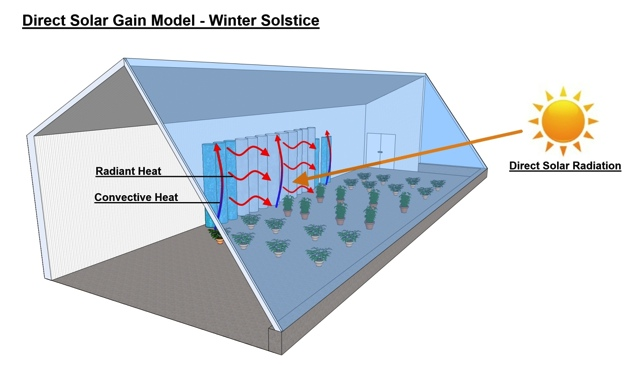 Direct Solar Gain Model - Winter Solstice
Direct Solar Radiation
Radiant Heat
Convective Heat